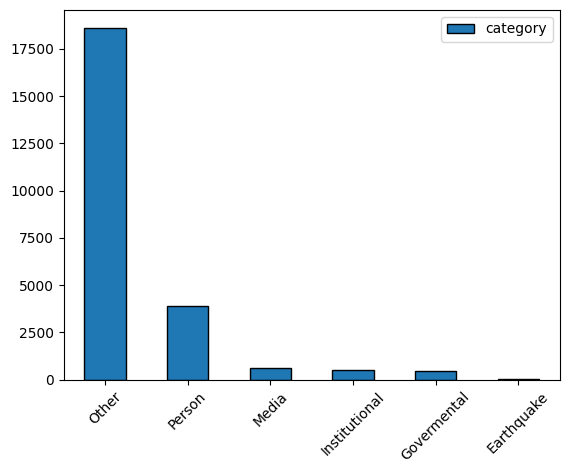 category
17500
15000
12500
10000
7500
5000
2500
0
Other
Person
Media
Institutional
Govermental
Earthquake